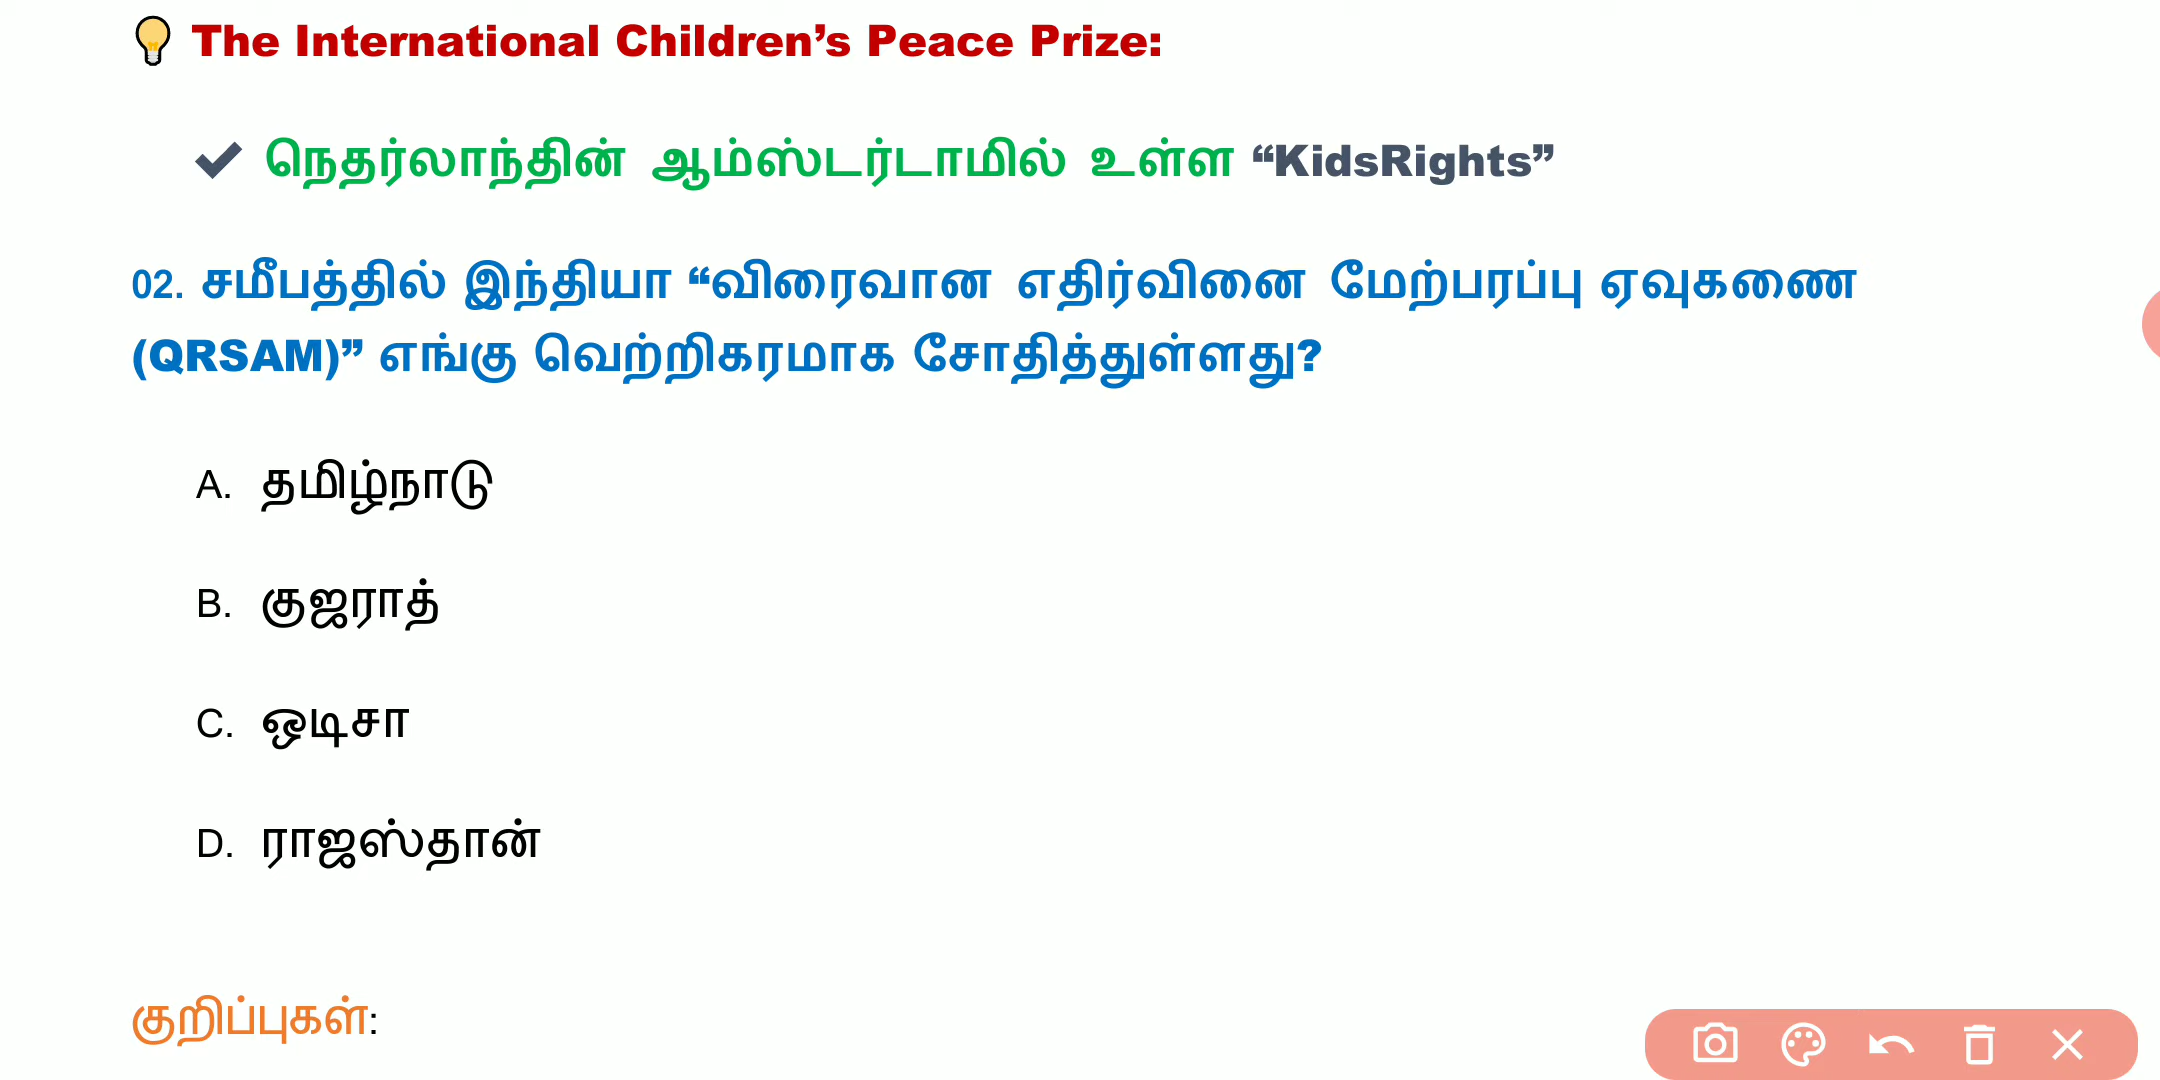 The International Children’s Peace Prize:
நெதர்லாந்தின் ஆம்ஸ்டர்டாமில் உள்ள “KidsRights”
02. சமீபத்தில் இந்தியா “விரைவான எதிர்வினை மேற்பரப்பு ஏவுகணை
(QRSAM)” எங்கு வெற்றிகரமாக சோதித்துள்ளது?
A. தமிழ்நாடு
B. குஜராத்
C. ஒடிசா
D. ராஜஸ்தான்
குறிப்புகள்: